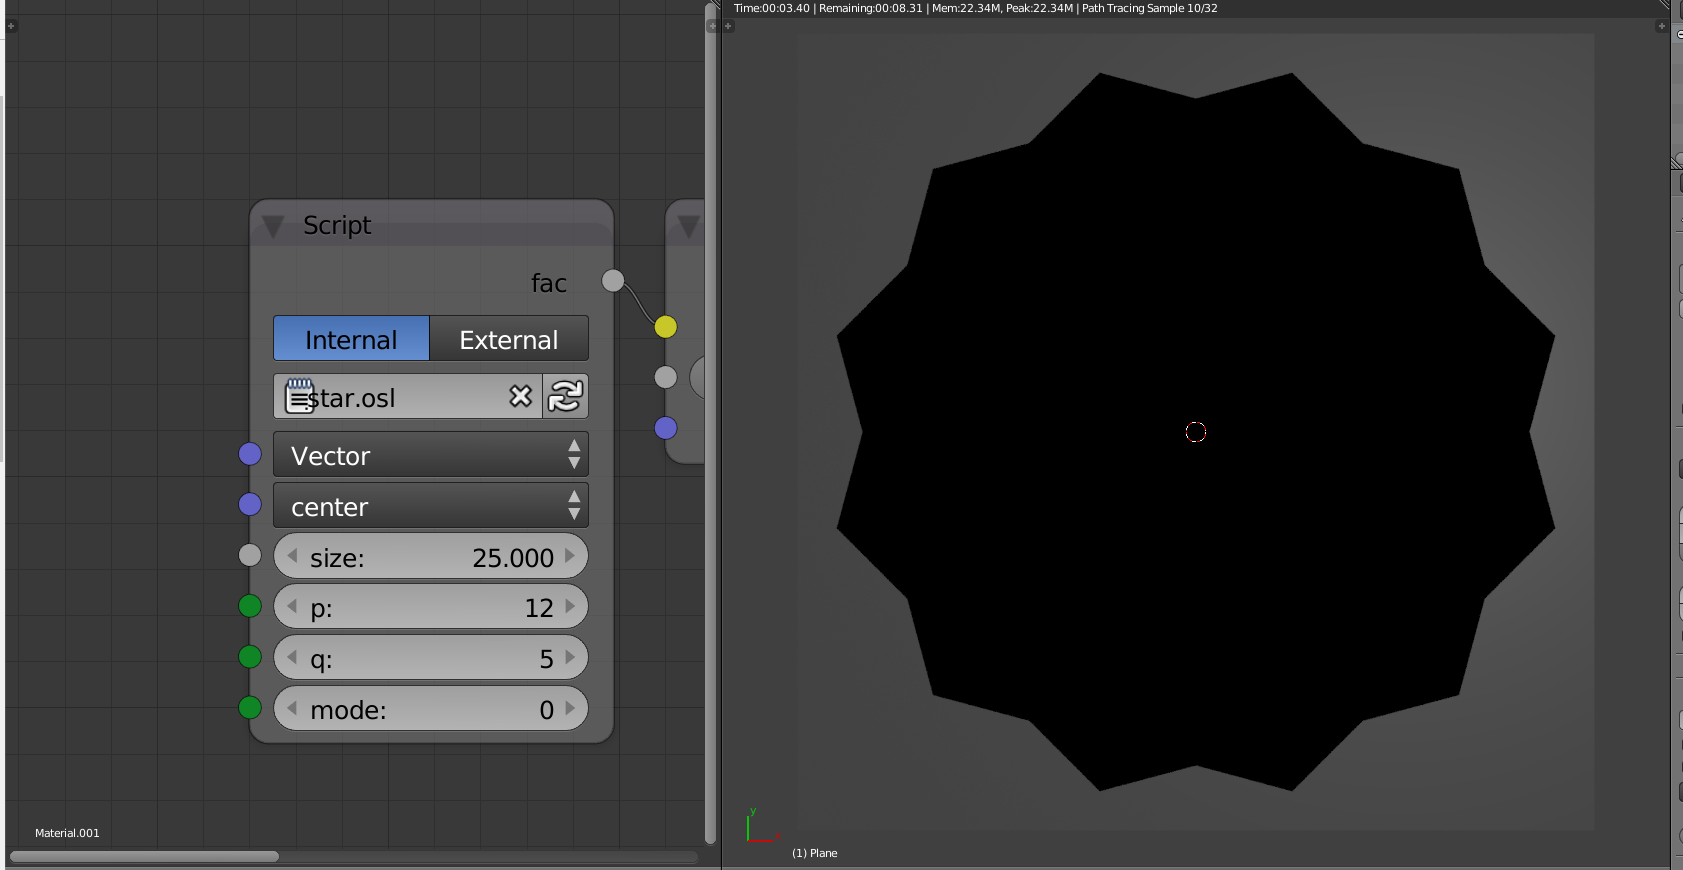 Time:00:03.40 | Remaining:00:08.31 | Mem:22.34M, Peak:22.34M | Path Tracing Sample 10/32
Script
fac
Internal External
star.osl
Vector
center
size: 25.000
p: 12
q: 5
mode: 0
Material.001
y
x
(1) Plane